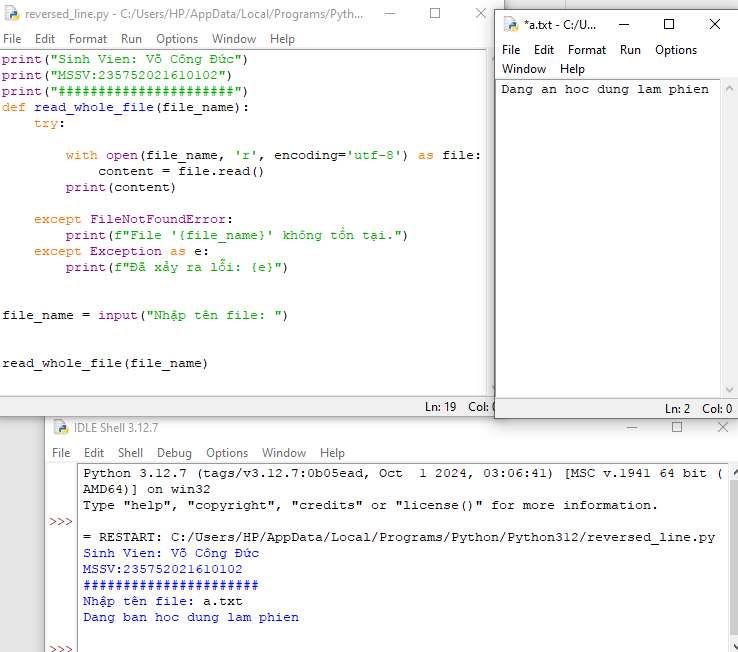 reversed_line.py - C:/Users/HP/AppData/Local/Programs/Pyth...
File Edit Format Run Options Window Help
print("Sinh Vien: Võ Công Đức")
print("MSSV:235752021610102")
print("######################")
def read_whole_file(file_name):
    try:
        with open(file_name, 'r', encoding='utf-8') as file:
            content = file.read()
        print(content)
    except FileNotFoundError:
        print(f"File '{file_name}' không tồn tại.")
    except Exception as e:
        print(f"Đã xảy ra lỗi: {e}")
file_name = input("Nhập tên file: ")
read_whole_file(file_name)
Ln: 19 Col: 0
*a.txt - C:/U...
File Edit Format Run Options
Window Help
Dang an hoc dung lam phien
Ln: 2 Col: 0
IDLE Shell 3.12.7
File Edit Shell Debug Options Window Help
Python 3.12.7 (tags/v3.12.7:0b05ead, Oct  1 2024, 03:06:41) [MSC v.1941 64 bit (
AMD64)] on win32
Type "help", "copyright", "credits" or "license()" for more information.
>>>
= RESTART: C:/Users/HP/AppData/Local/Programs/Python/Python312/reversed_line.py
Sinh Vien: Võ Công Đức
MSSV:235752021610102
######################
Nhập tên file: a.txt
Dang ban hoc dung lam phien
>>>